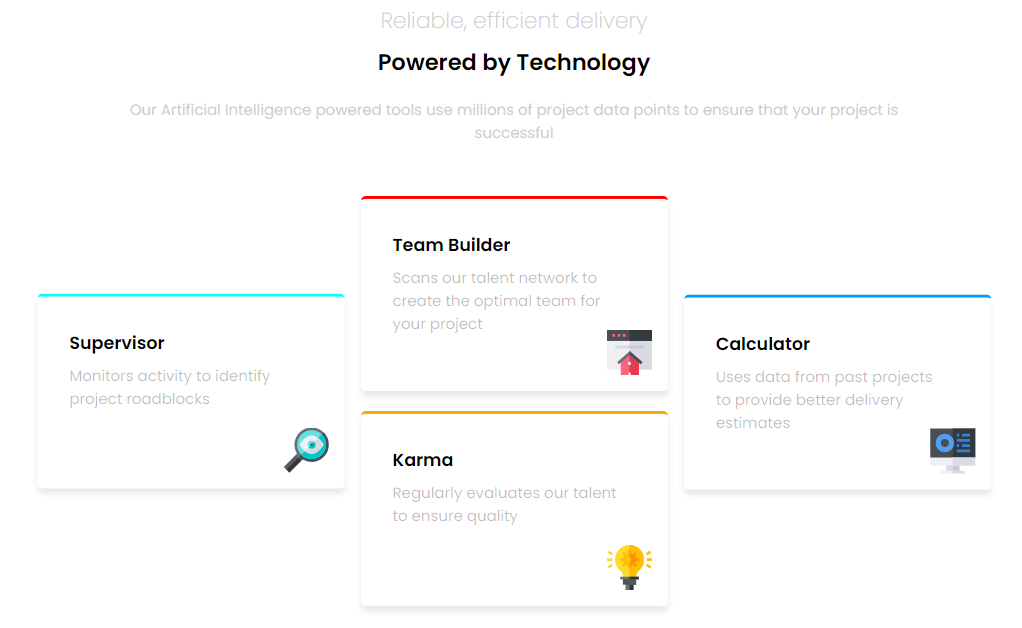 Reliable, efficient delivery
Powered by Technology
Our Artificial Intelligence powered tools use millions of project data points to ensure that your project is
successful
Supervisor
Monitors activity to identify
project roadblocks
Team Builder
Scans our talent network to
create the optimal team for
your project
Karma
Regularly evaluates our talent
to ensure quality
Calculator
Uses data from past projects
to provide better delivery
estimates